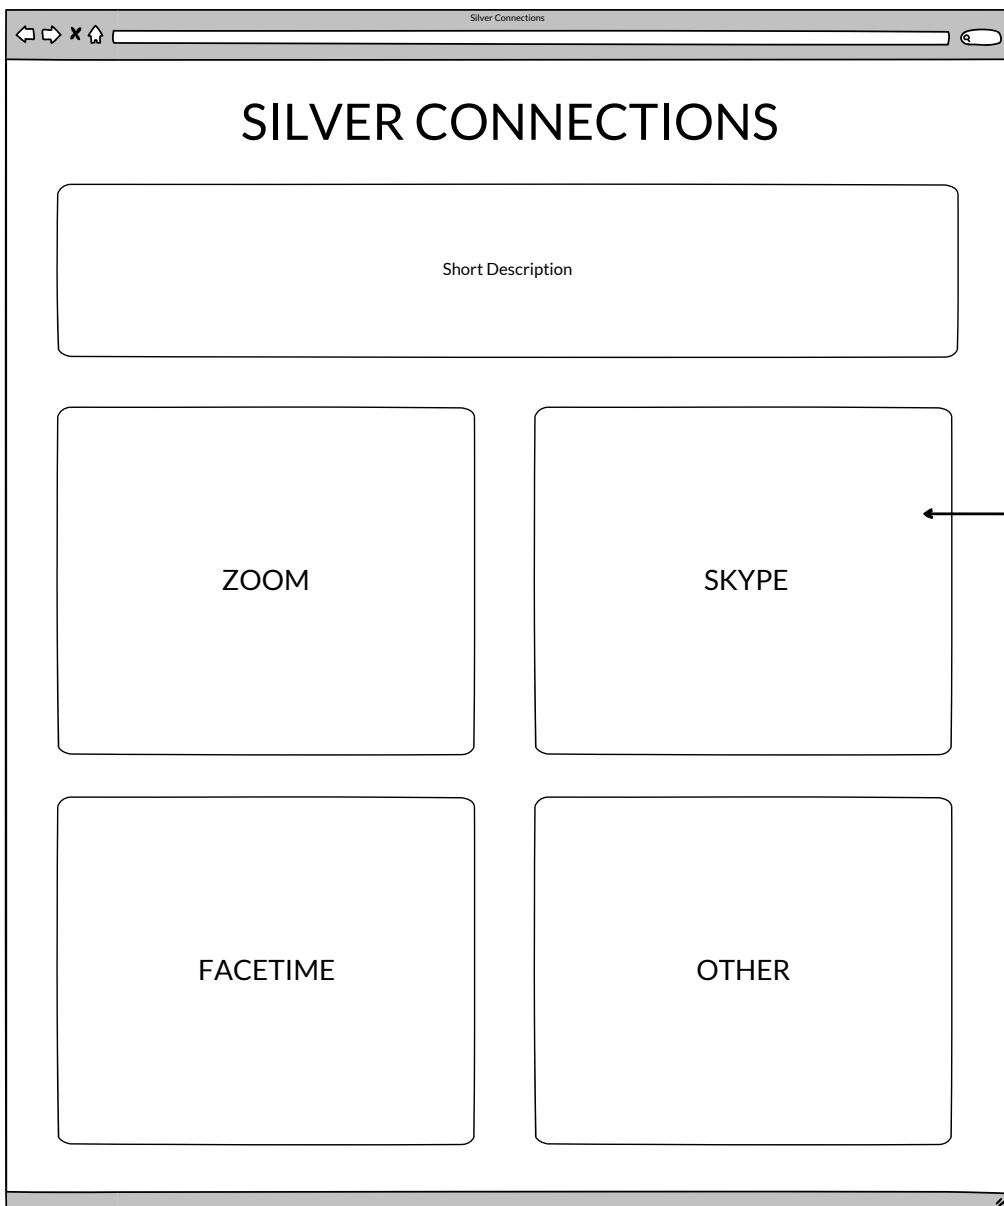 Silver Connections
SILVER CONNECTIONS
Short Description
ZOOM
SKYPE
FACETIME
OTHER